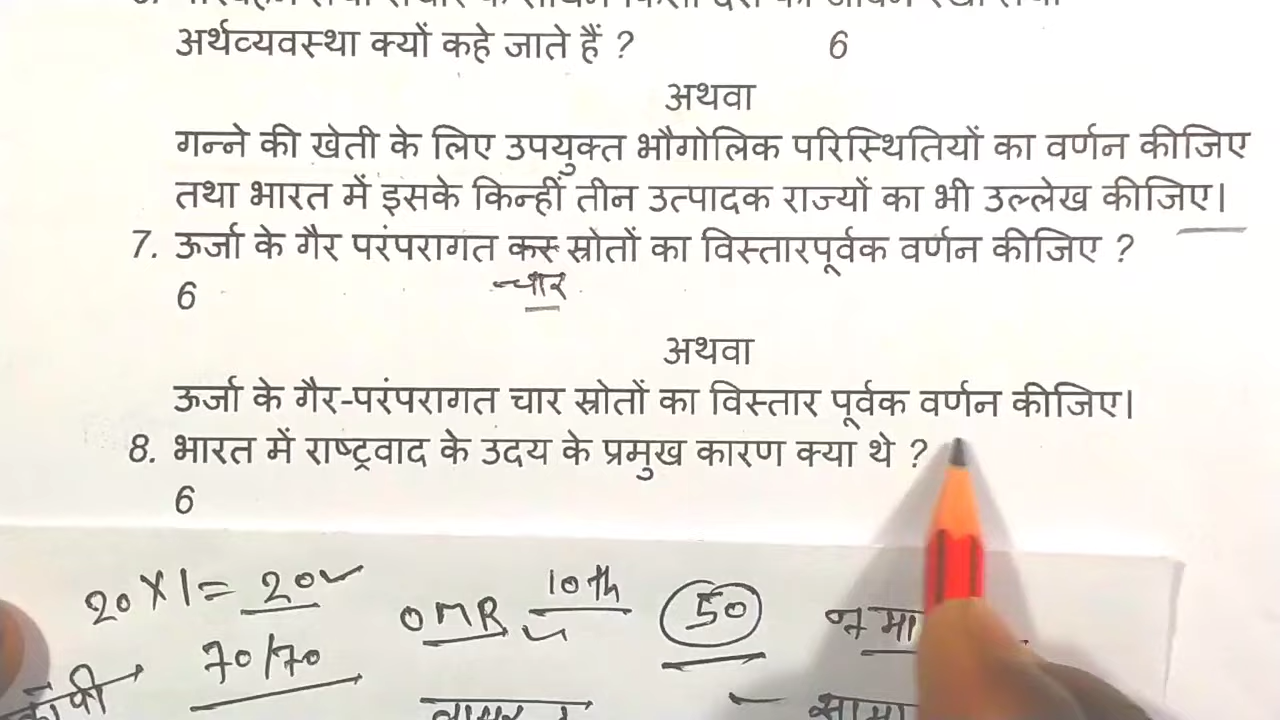 अर्थव्यवस्था क्यों कहे जाते हैं ? 6
अथवा
गन्ने की खेती के लिए उपयुक्त भौगोलिक परिस्थितियों का वर्णन कीजिए
तथा भारत में इसके किन्हीं तीन उत्पादक राज्यों का भी उल्लेख कीजिए।
7. ऊर्जा के गैर परंपरागत कस स्रोतों का विस्तारपूर्वक वर्णन कीजिए ?
6 चार
अथवा
ऊर्जा के गैर-परंपरागत चार स्रोतों का विस्तार पूर्वक वर्णन कीजिए।
8. भारत में राष्ट्रवाद के उदय के प्रमुख कारण क्या थे ?
6
20 X 1 = 20 OMR 10th 50
70/70